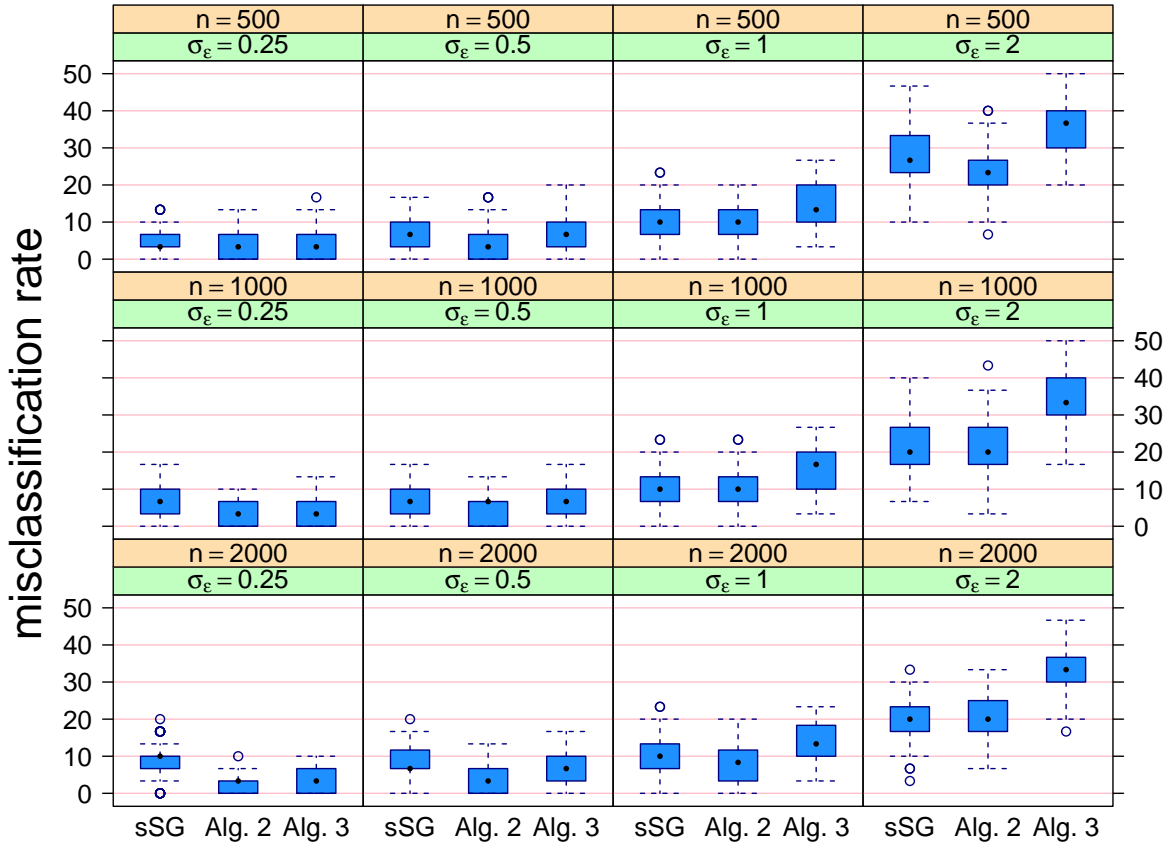 n = 500 n = 500 n = 500 n = 500
σε = 0.25 σε = 0.5 σε = 1 σε = 2
50
40
30
20
10
0
n = 1000 n = 1000 n = 1000 n = 1000
σε = 0.25 σε = 0.5 σε = 1 σε = 2
50
40
30
20
10
0
n = 2000 n = 2000 n = 2000 n = 2000
σε = 0.25 σε = 0.5 σε = 1 σε = 2
50
40
30
20
10
0
misclassification rate
sSG Alg. 2 Alg. 3 sSG Alg. 2 Alg. 3 sSG Alg. 2 Alg. 3 sSG Alg. 2 Alg. 3